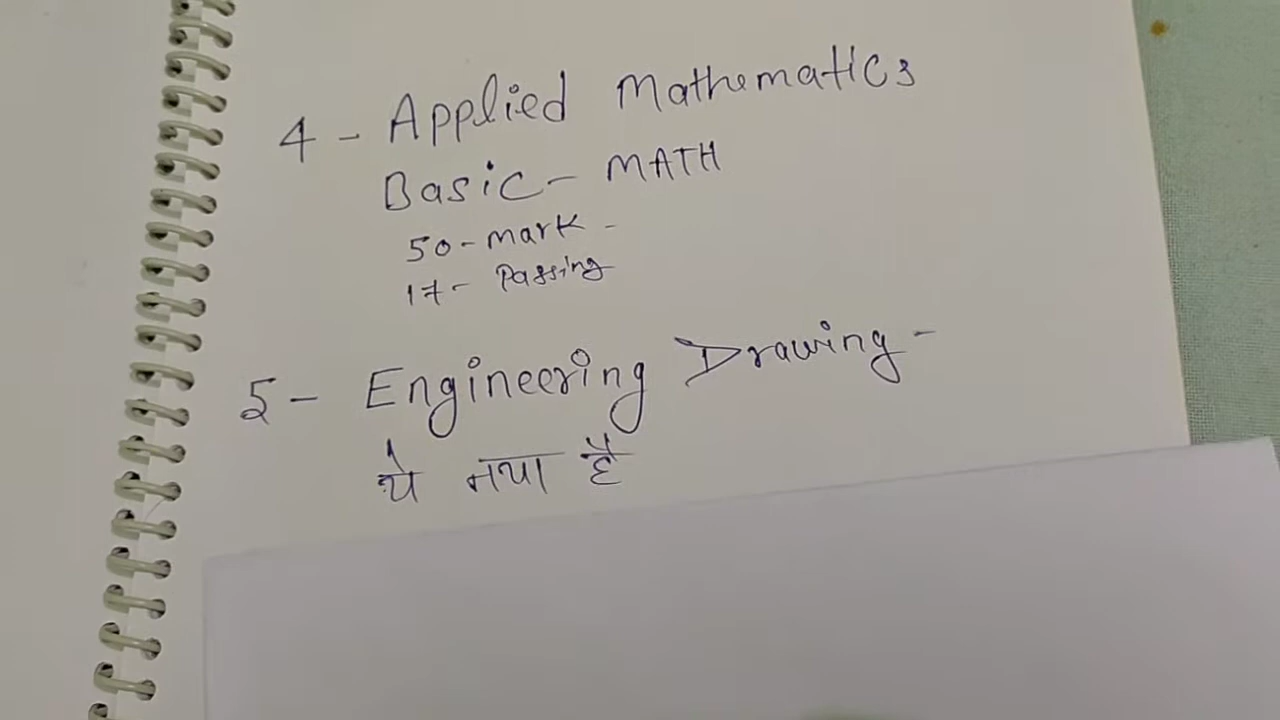 4 - Applied Mathematics
Basic - MATH
50 - mark -
17 - Passing
5 - Engineering Drawing -
ये नया है